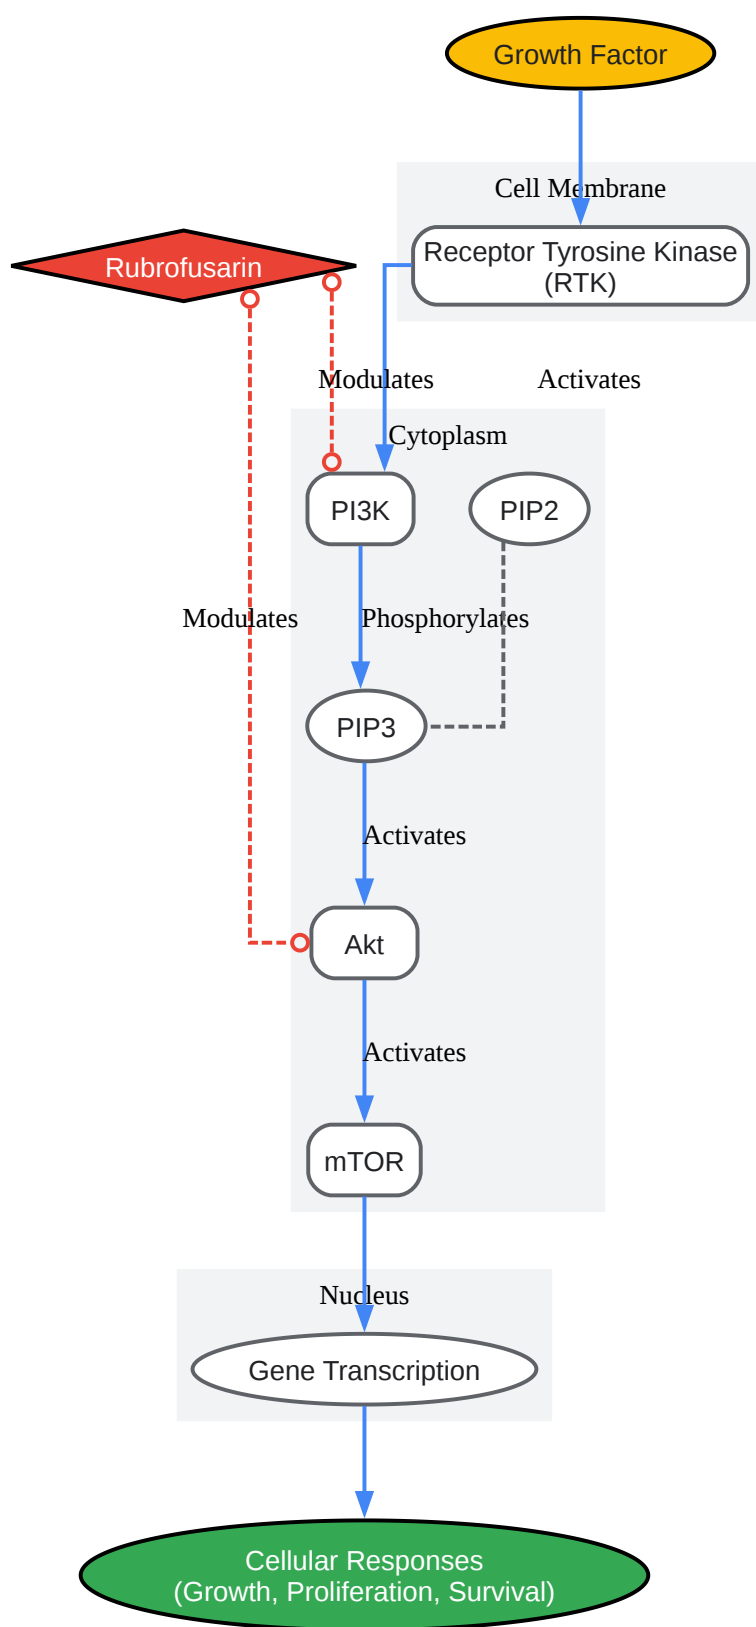 Growth Factor
Cell Membrane
Receptor Tyrosine Kinase
(RTK)
Rubrofusarin
Modulates
Activates
Cytoplasm
PI3K
PIP2
Modulates
Phosphorylates
PIP3
Activates
Akt
Activates
mTOR
Nucleus
Gene Transcription
Cellular Responses
(Growth, Proliferation, Survival)